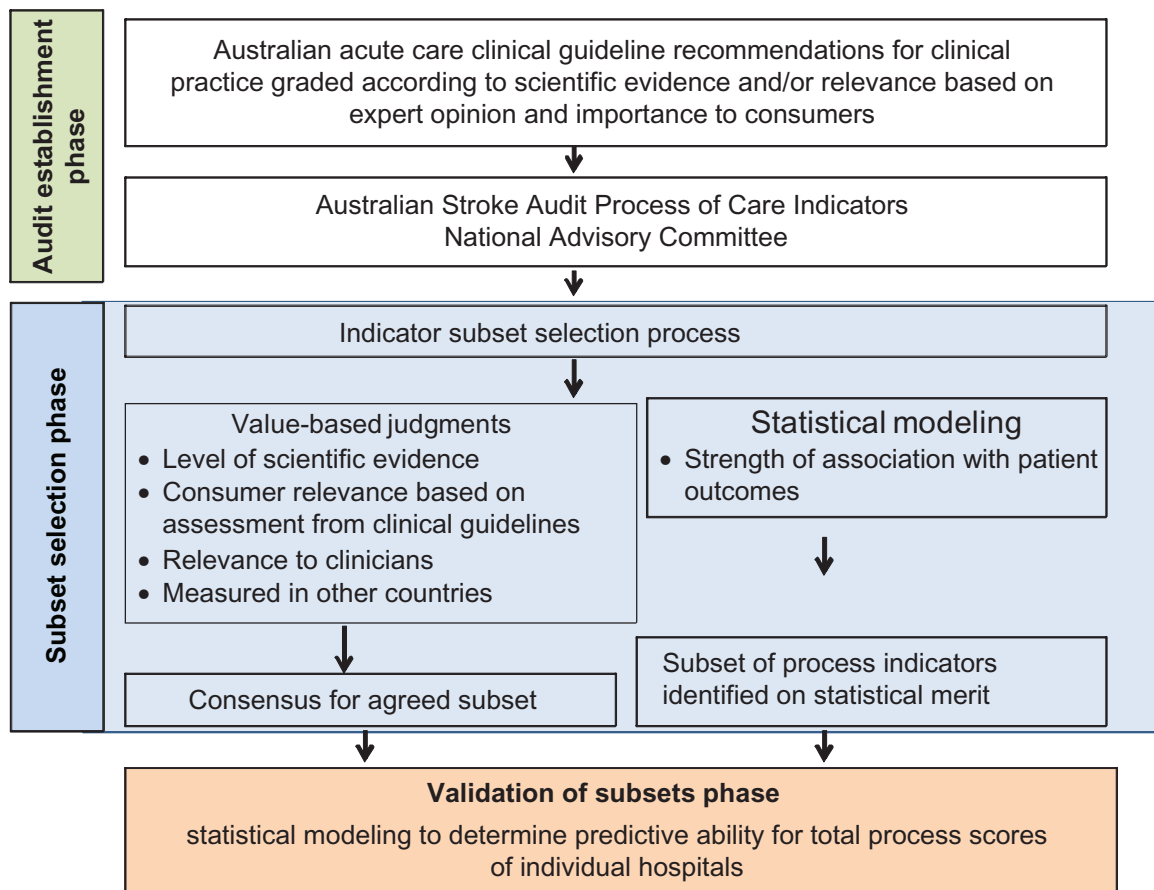 Audit establishment
phase
Australian acute care clinical guideline recommendations for clinical
practice graded according to scientific evidence and/or relevance based on
expert opinion and importance to consumers
Australian Stroke Audit Process of Care Indicators
National Advisory Committee
Subset selection phase
Indicator subset selection process
Value-based judgments
• Level of scientific evidence
• Consumer relevance based on
assessment from clinical guidelines
• Relevance to clinicians
• Measured in other countries
Statistical modeling
• Strength of association with patient
outcomes
Consensus for agreed subset
Subset of process indicators
identified on statistical merit
Validation of subsets phase
statistical modeling to determine predictive ability for total process scores
of individual hospitals